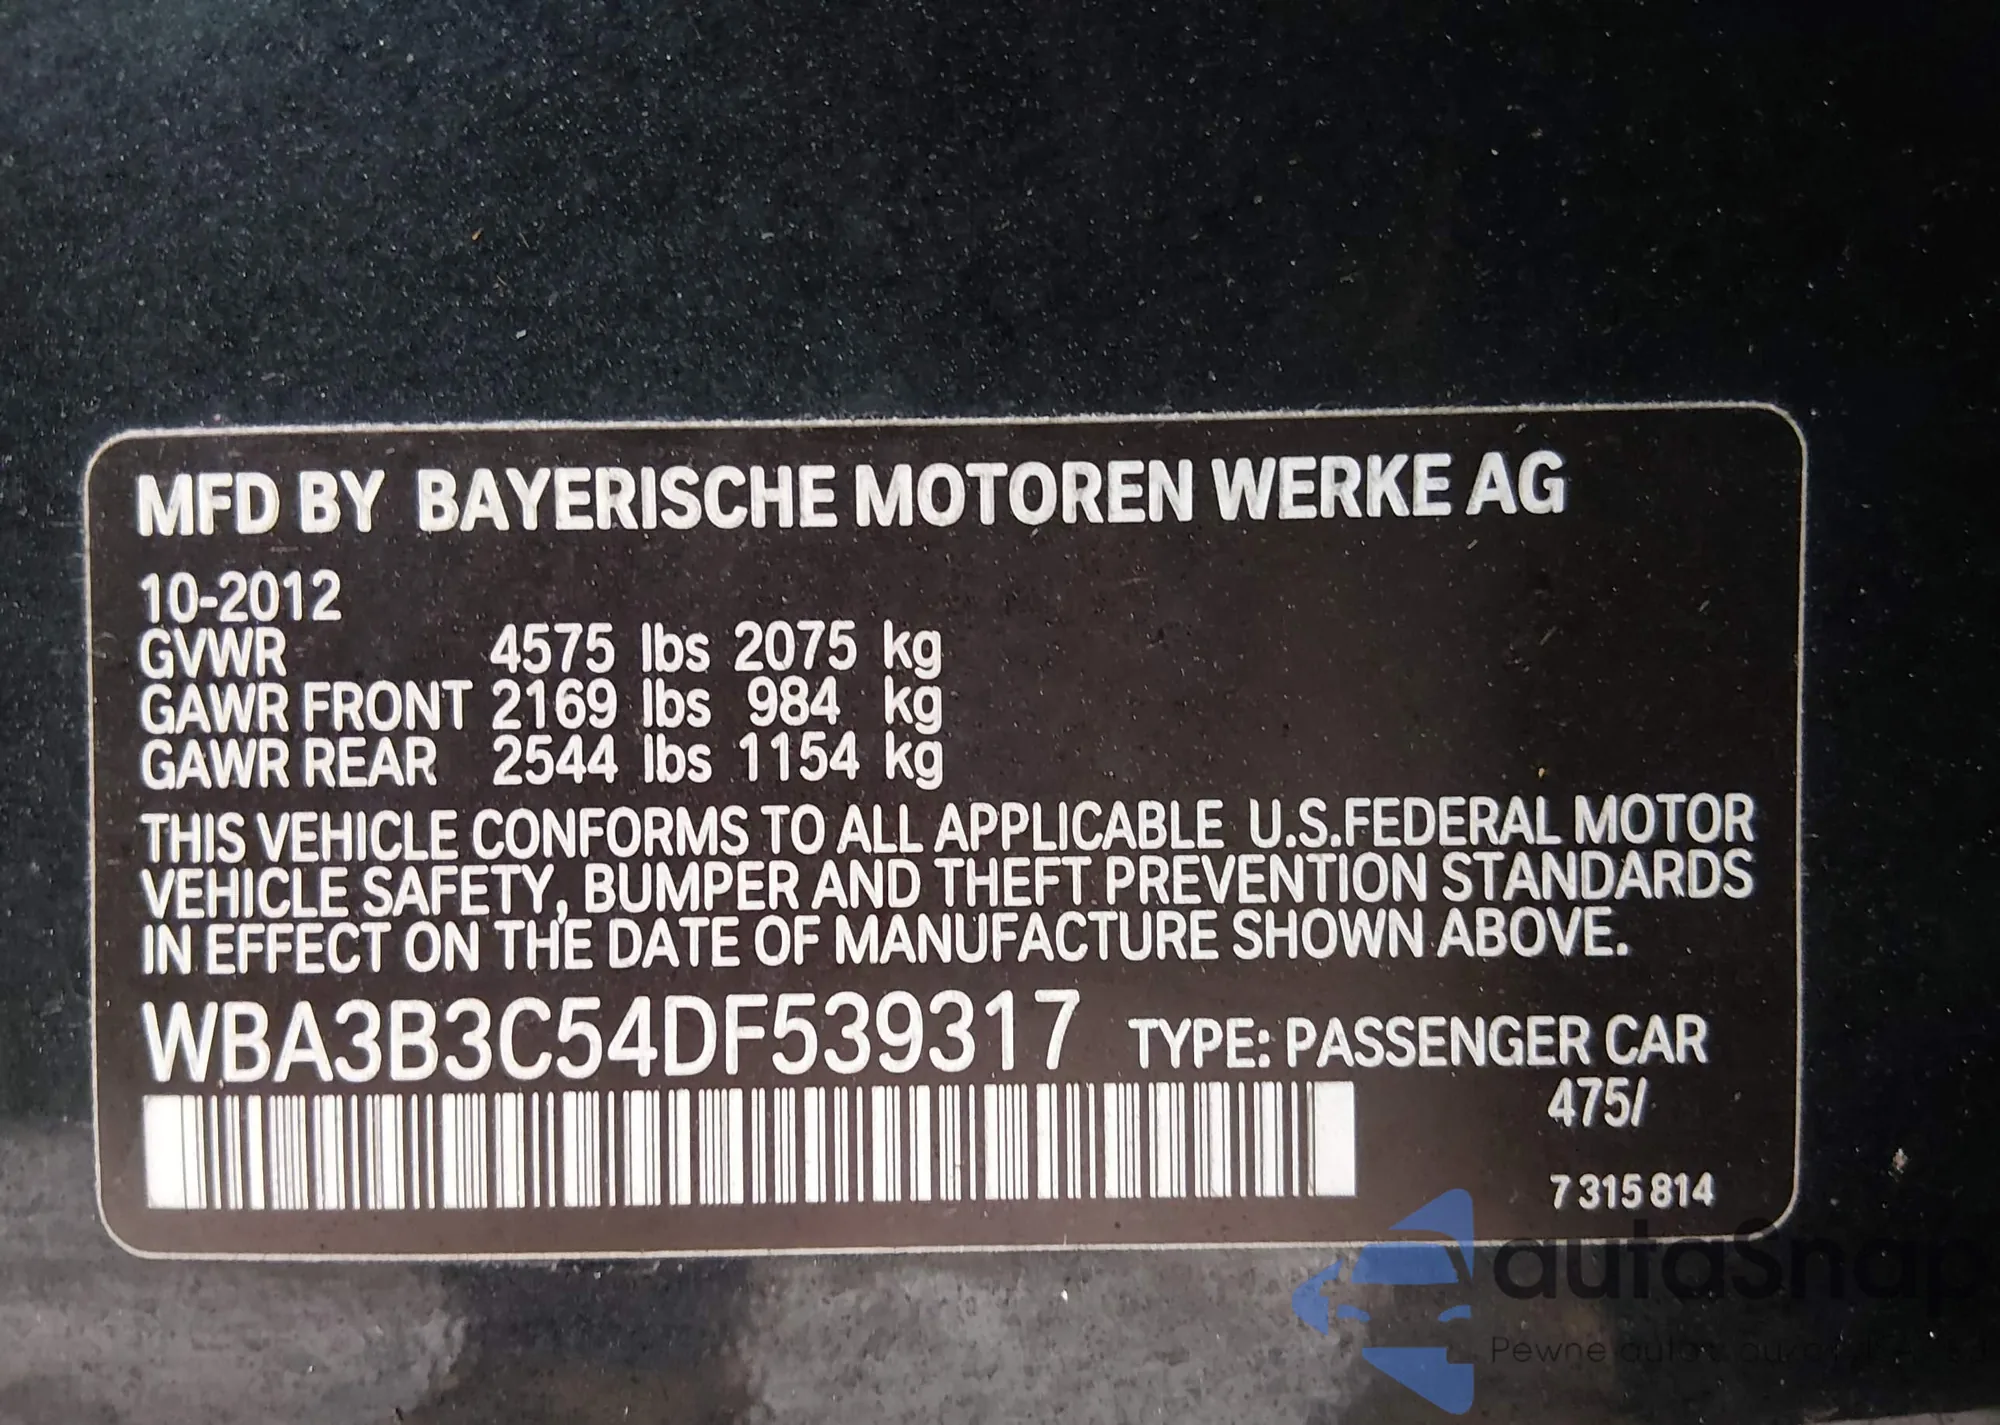 MFD BY BAYERISCHE MOTOREN WERKE AG
10-2012
GVWR 4575 lbs 2075 kg
GAWR FRONT 2169 lbs 984 kg
GAWR REAR 2544 lbs 1154 kg
THIS VEHICLE CONFORMS TO ALL APPLICABLE U.S.FEDERAL MOTOR
VEHICLE SAFETY, BUMPER AND THEFT PREVENTION STANDARDS
IN EFFECT ON THE DATE OF MANUFACTURE SHOWN ABOVE.
WBA3B3C54DF539317 TYPE: PASSENGER CAR
475/
7 315 814
autaSnap
Pewne auta